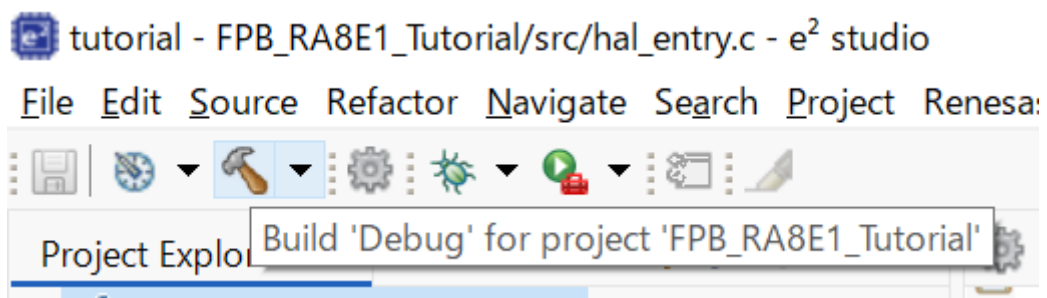 tutorial - FPB_RA8E1_Tutorial/src/hal_entry.c - e² studio
File Edit Source Refactor Navigate Search Project Renesas
Project Explor
Build 'Debug' for project 'FPB_RA8E1_Tutorial'